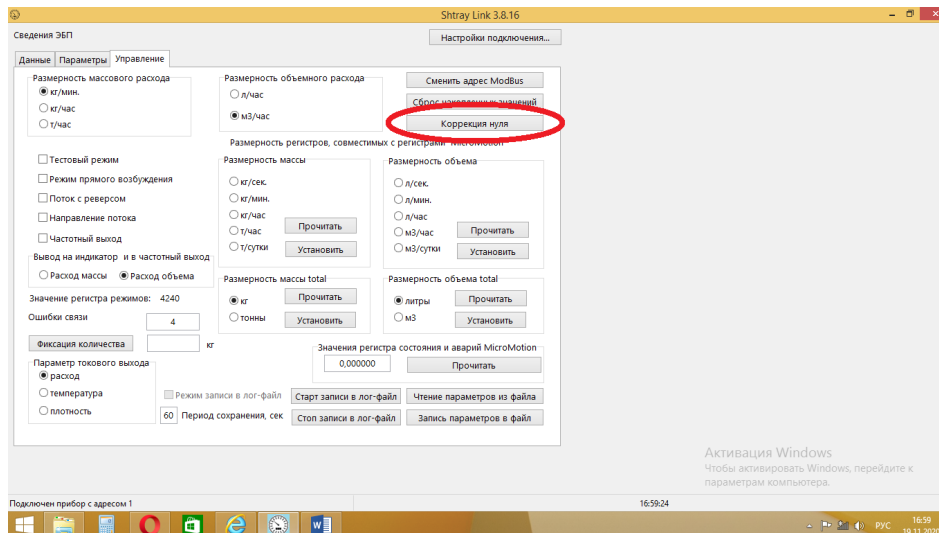 Shtray Link 3.8.16
Сведения ЭБП
Настройки подключения...
Данные Параметры Управление
Размерность массового расхода
кг/мин.
кг/час
т/час
Размерность объемного расхода
л/час
м3/час
Сменить адрес ModBus
Сброс накопленных значений
Коррекция нуля
Размерность регистров, совместимых с регистрами MicroMotion
Тестовый режим
Режим прямого возбуждения
Поток с реверсом
Направление потока
Частотный выход
Размерность массы
кг/сек.
кг/мин.
кг/час
т/час
т/сутки
Прочитать
Установить
Размерность объема
л/сек.
л/мин.
л/час
м3/час
м3/сутки
Прочитать
Установить
Вывод на индикатор и в частотный выход
Расход массы Расход объема
Размерность массы total
кг
тонны
Прочитать
Установить
Размерность объема total
литры
м3
Прочитать
Установить
Значение регистра режимов: 4240
Ошибки связи 4
Фиксация количества кг
Значения регистра состояния и аварий MicroMotion
0,000000 Прочитать
Параметр токового выхода
расход
температура
плотность
Режим записи в лог-файл
60 Период сохранения, сек
Старт записи в лог-файл
Стоп записи в лог-файл
Чтение параметров из файла
Запись параметров в файл
Активация Windows
Чтобы активировать Windows, перейдите к
параметрам компьютера.
Подключен прибор с адресом 1
16:59:24
РУС
16:59
19.11.2020